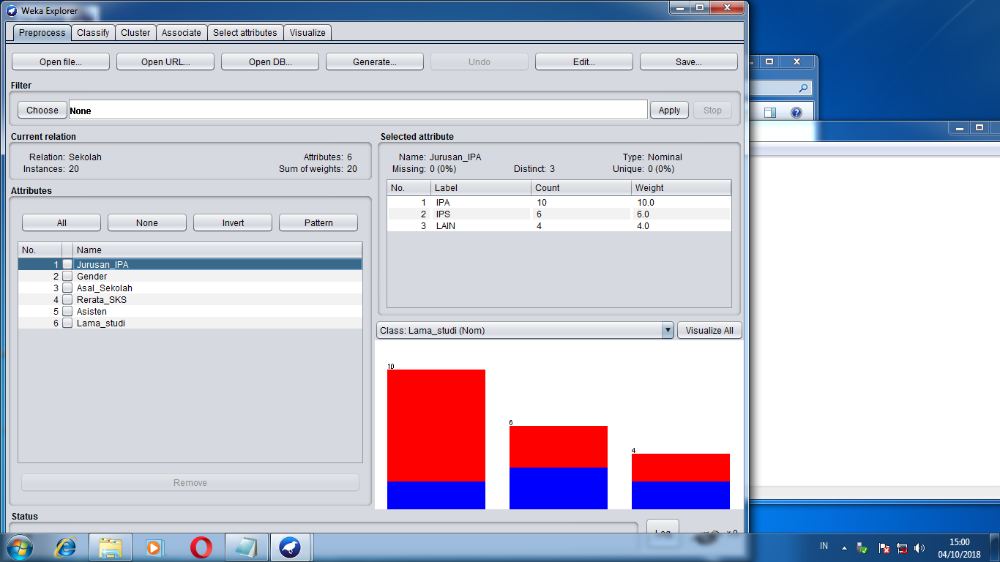 Weka Explorer
Preprocess Classify Cluster Associate Select attributes Visualize
Open file... Open URL... Open DB... Generate... Undo Edit... Save...
Filter
Choose None Apply Stop
Current relation
Relation: Sekolah Attributes: 6
Instances: 20 Sum of weights: 20
Attributes
All None Invert Pattern
No. Name
1 Jurusan_IPA
2 Gender
3 Asal_Sekolah
4 Rerata_SKS
5 Asisten
6 Lama_studi
Remove
Selected attribute
Name: Jurusan_IPA Type: Nominal
Missing: 0 (0%) Distinct: 3 Unique: 0 (0%)
No. Label Count Weight
1 IPA 10 10.0
2 IPS 6 6.0
3 LAIN 4 4.0
Class: Lama_studi (Nom) Visualize All
10
6
4
Status
Log x 0
IN
15:00
04/10/2018